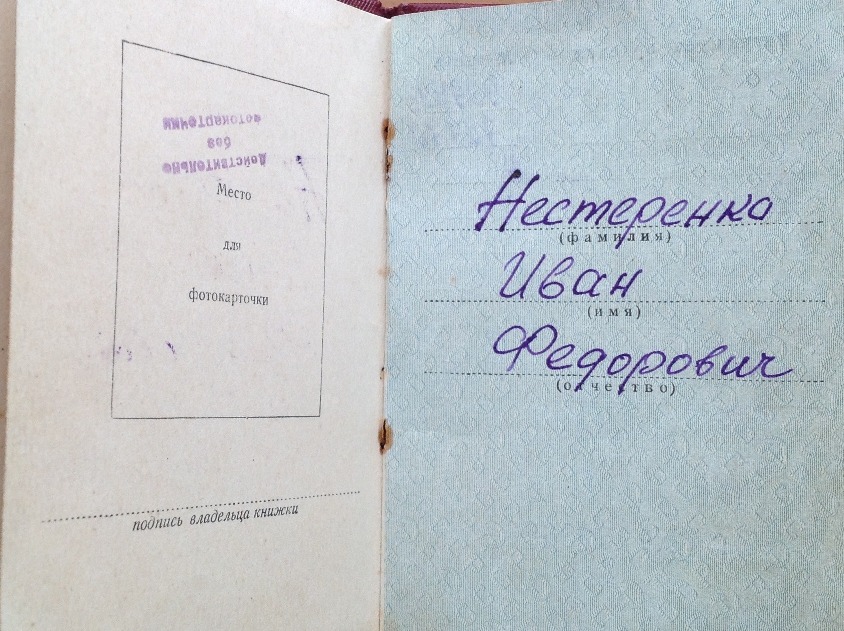 Действительно
без
фотокарточки
Место
для
фотокарточки
подпись владельца книжки
Нестеренко
(фамилия)
Иван
(имя)
Федорович
(отчество)